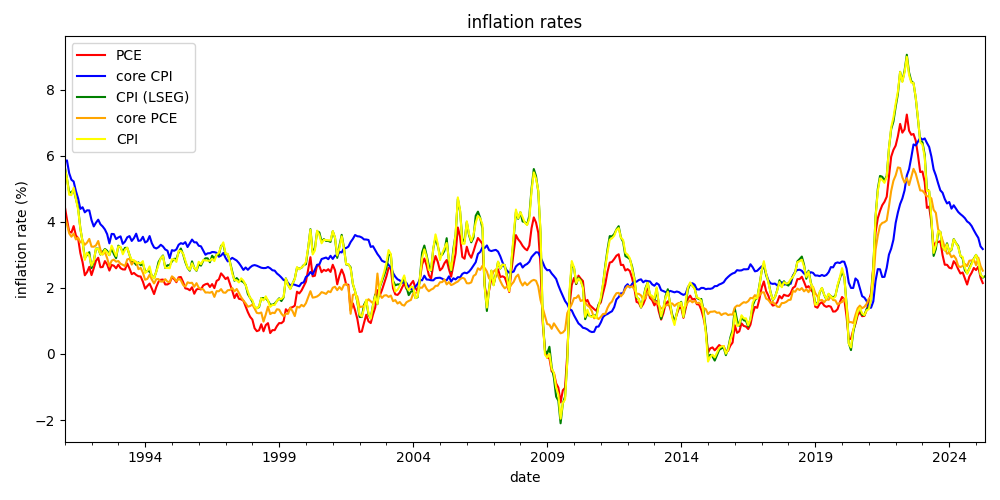 inflation rates
PCE
core CPI
CPI (LSEG)
core PCE
CPI
inflation rate (%)
8
6
4
2
0
−2
1994
1999
2004
2009
2014
2019
2024
date